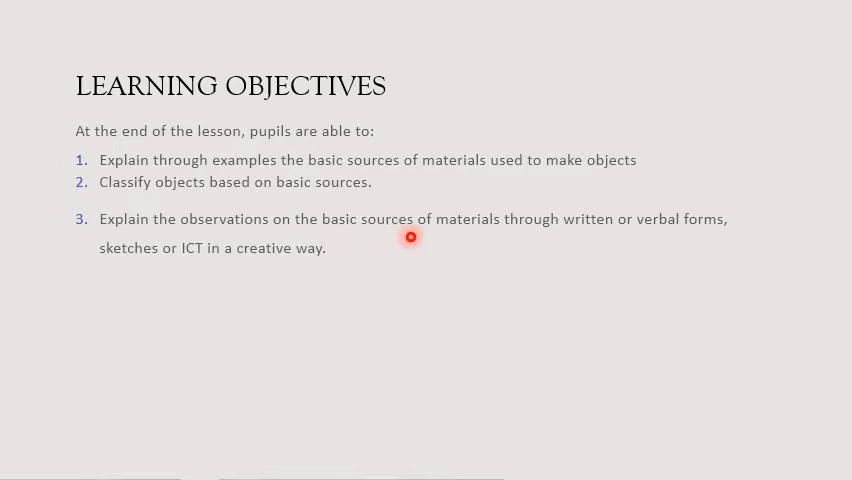 LEARNING OBJECTIVES
At the end of the lesson, pupils are able to:
1. Explain through examples the basic sources of materials used to make objects
2. Classify objects based on basic sources.
3. Explain the observations on the basic sources of materials through written or verbal forms,
sketches or ICT in a creative way.